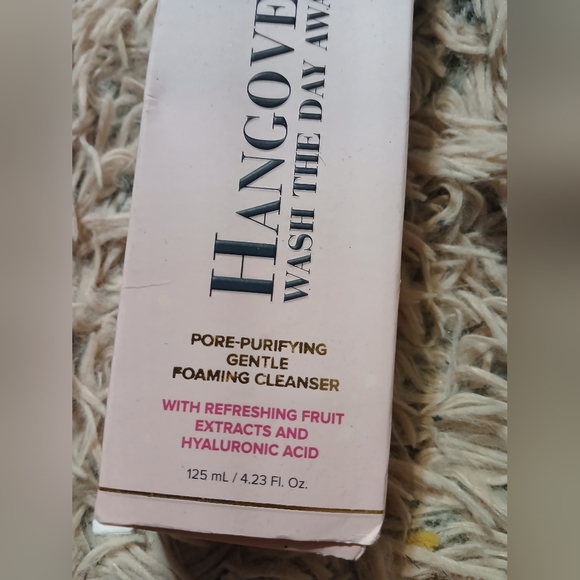 HANGOVE
WASH THE DAY AWA
PORE-PURIFYING
GENTLE
FOAMING CLEANSER
WITH REFRESHING FRUIT
EXTRACTS AND
HYALURONIC ACID
125 mL / 4.23 Fl. Oz.